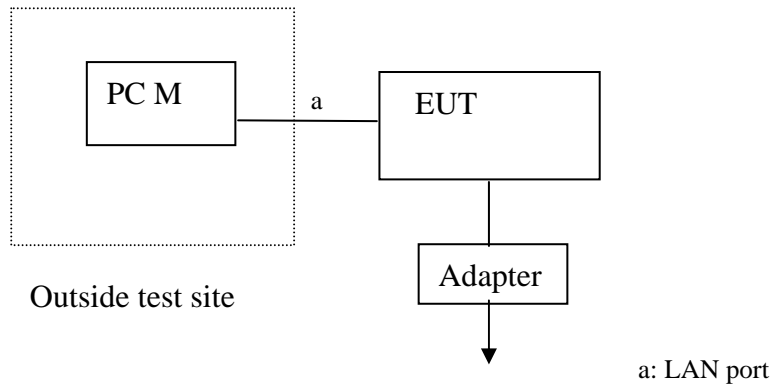 PC M
a
EUT
Adapter
Outside test site
a: LAN port